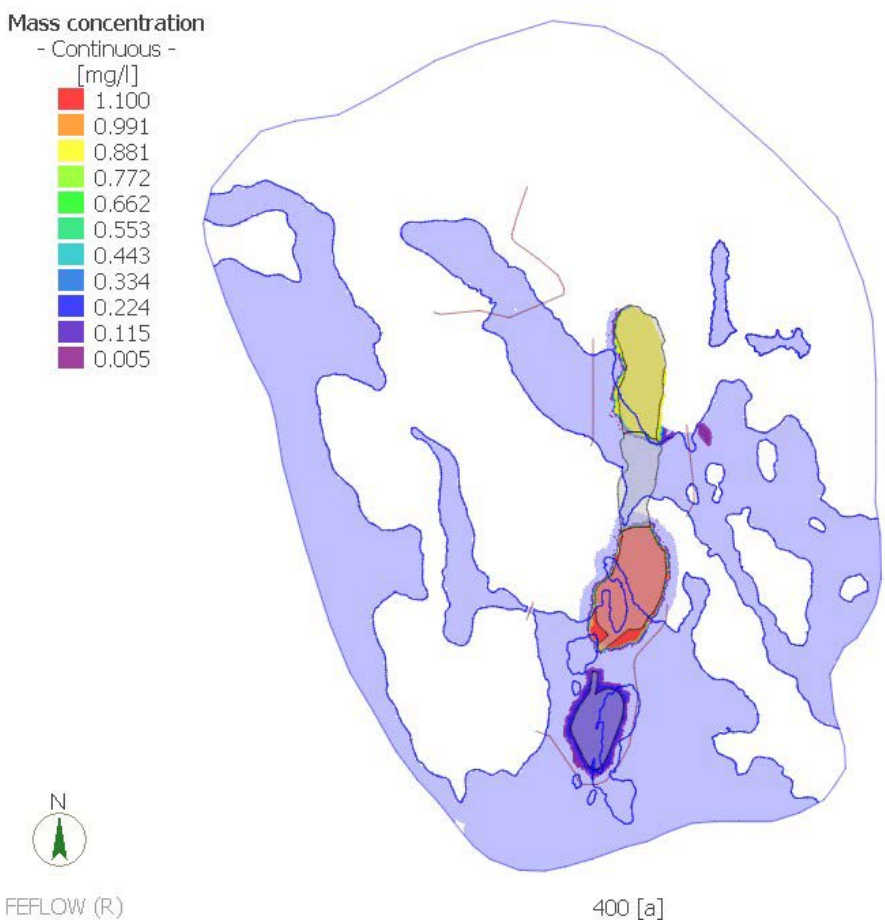 Mass concentration
- Continuous -
[mg/l]
1.100
0.991
0.881
0.772
0.662
0.553
0.443
0.334
0.224
0.115
0.005
N
FEFLOW (R)
400 [a]